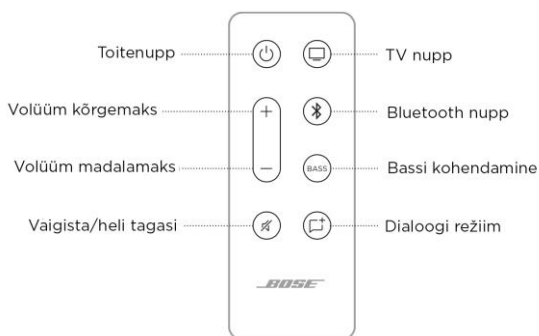 Toitenupp
TV nupp
Volüüm kõrgemaks
Bluetooth nupp
Volüüm madalamaks
BASS
Bassi kohendamine
Vaigista/heli tagasi
Dialoogi režiim
BOSE